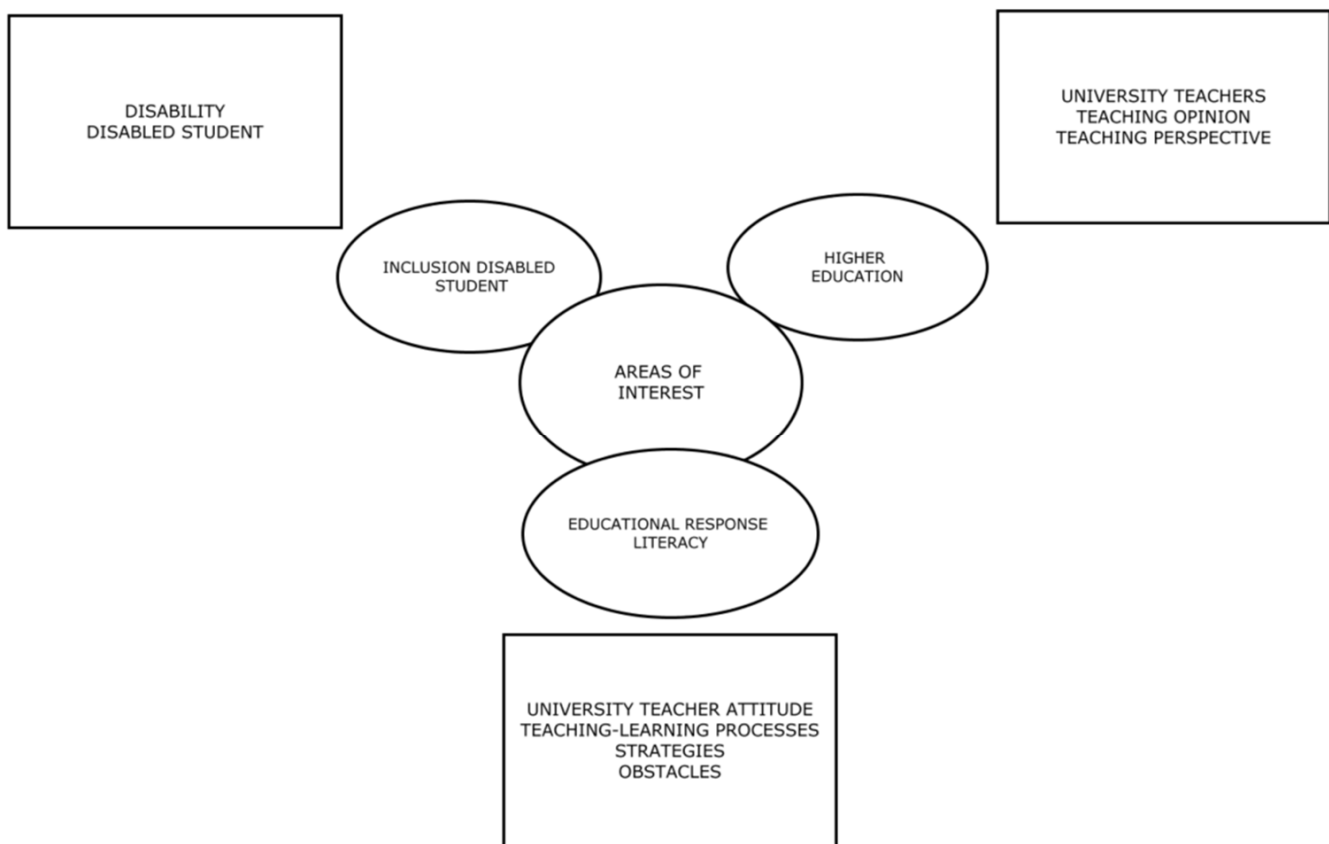 DISABILITY
DISABLED STUDENT
UNIVERSITY TEACHERS
TEACHING OPINION
TEACHING PERSPECTIVE
INCLUSION DISABLED
STUDENT
HIGHER
EDUCATION
AREAS OF
INTEREST
EDUCATIONAL RESPONSE
LITERACY
UNIVERSITY TEACHER ATTITUDE
TEACHING-LEARNING PROCESSES
STRATEGIES
OBSTACLES